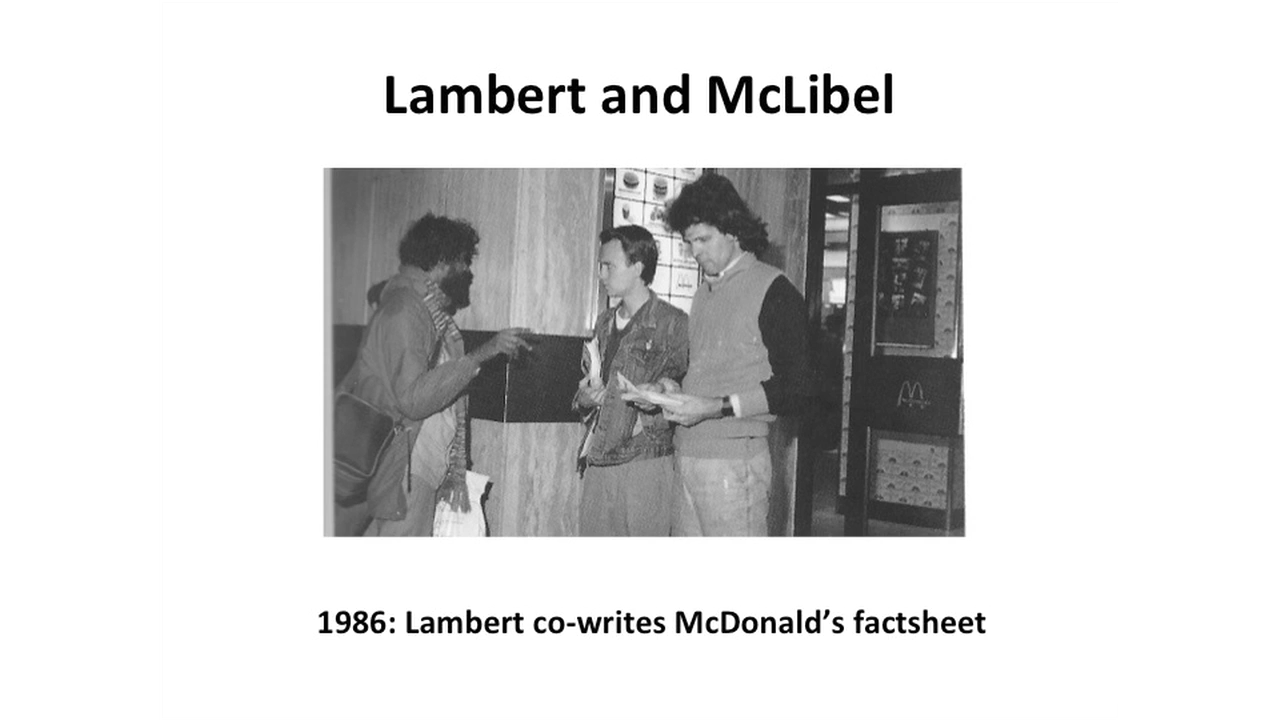 Lambert and McLibel
1986: Lambert co-writes McDonald’s factsheet